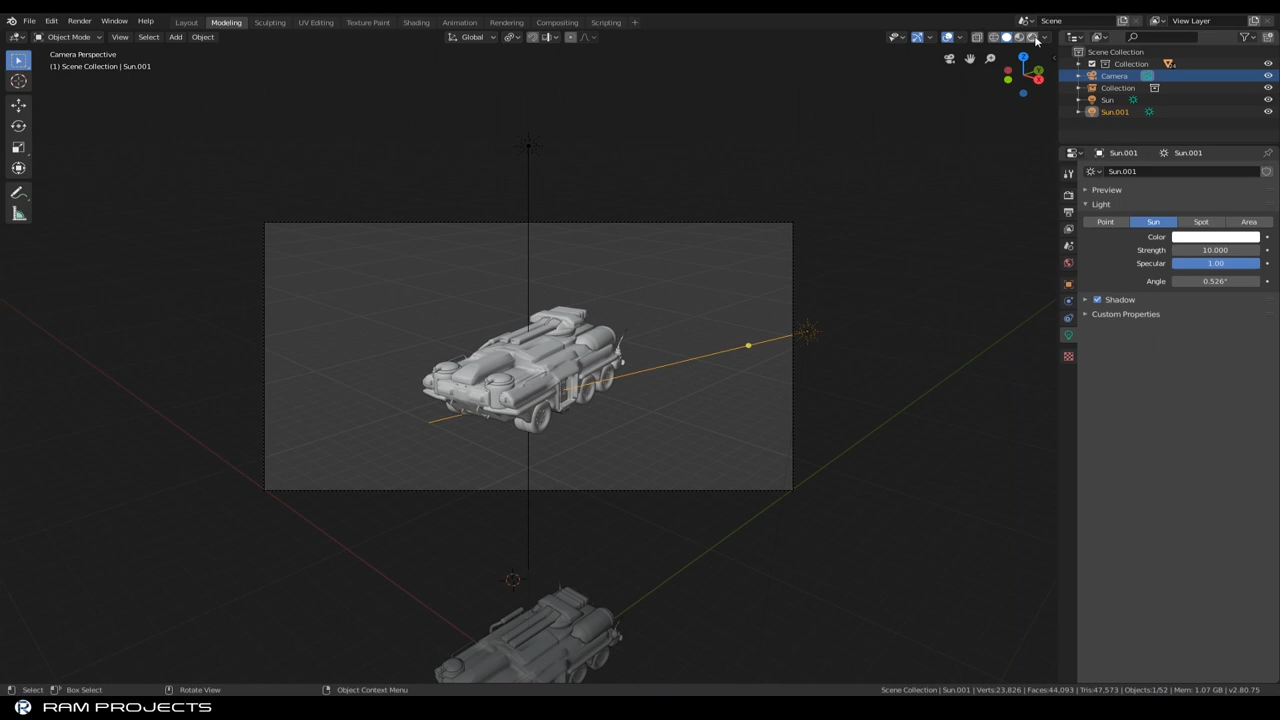 File Edit Render Window Help Layout Modeling Sculpting UV Editing Texture Paint Shading Animation Rendering Compositing Scripting + Scene View Layer
Object Mode View Select Add Object Global
Camera Perspective
(1) Scene Collection | Sun.001
Z
Y
X
Scene Collection
Collection
Camera
Collection
Sun
Sun.001
Sun.001 Sun.001
Sun.001
Preview
Light
Point Sun Spot Area
Color
Strength 10.000
Specular 1.00
Angle 0.526°
Shadow
Custom Properties
Select Box Select Rotate View Object Context Menu Scene Collection | Sun.001 | Verts:23,826 | Faces:44,093 | Tris:47,573 | Objects:1/52 | Mem: 1.07 GB | v2.80.75
RAM PROJECTS